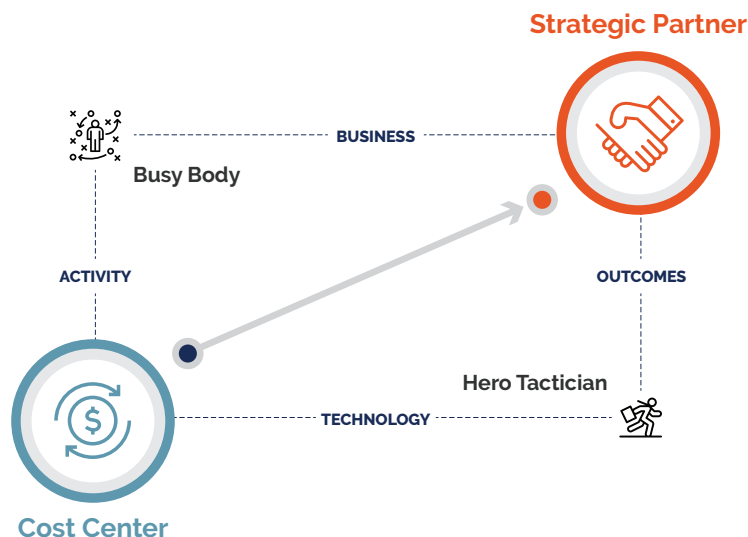 Strategic Partner
BUSINESS
Busy Body
ACTIVITY
OUTCOMES
Hero Tactician
$
TECHNOLOGY
Cost Center